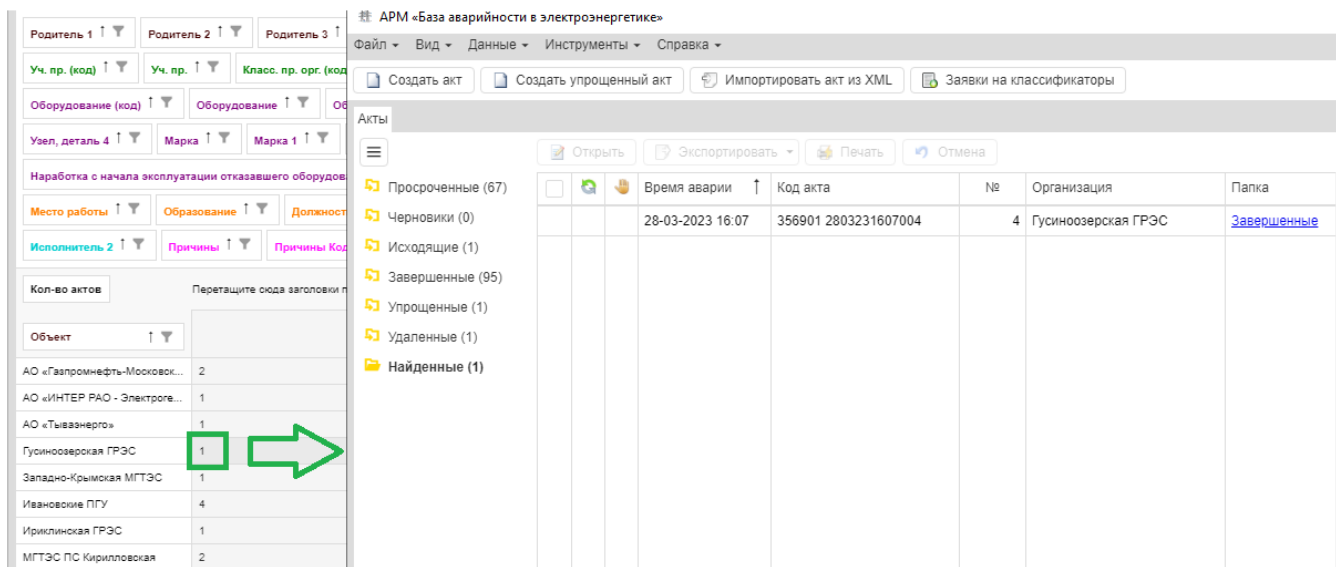 Родитель 1 Родитель 2 Родитель 3
Уч. пр. (код) Уч. пр. Класс. пр. орг. (код
Оборудование (код) Оборудование Об
Узел, деталь 4 Марка Марка 1
Наработка с начала эксплуатации отказавшего оборудов
Место работы Образование Должност
Исполнитель 2 Причины Причины Код
Кол-во актов Перетащите сюда заголовки п
Объект
АО «Газпромнефть-Московск... 2
АО «ИНТЕР РАО - Электроге... 1
АО «Тываэнерго» 1
Гусиноозерская ГРЭС 1
Западно-Крымская МГТЭС 1
Ивановские ПГУ 4
Ириклинская ГРЭС 1
МГТЭС ПС Кирилловская 2
АРМ «База аварийности в электроэнергетике»
Файл Вид Данные Инструменты Справка
Создать акт Создать упрощенный акт Импортировать акт из XML Заявки на классификаторы
Акты
Открыть Экспортировать Печать Отмена
Просроченные (67)
Черновики (0)
Исходящие (1)
Завершенные (95)
Упрощенные (1)
Удаленные (1)
Найденные (1)
Время аварии Код акта № Организация Папка
28-03-2023 16:07 356901 2803231607004 4 Гусиноозерская ГРЭС Завершенные